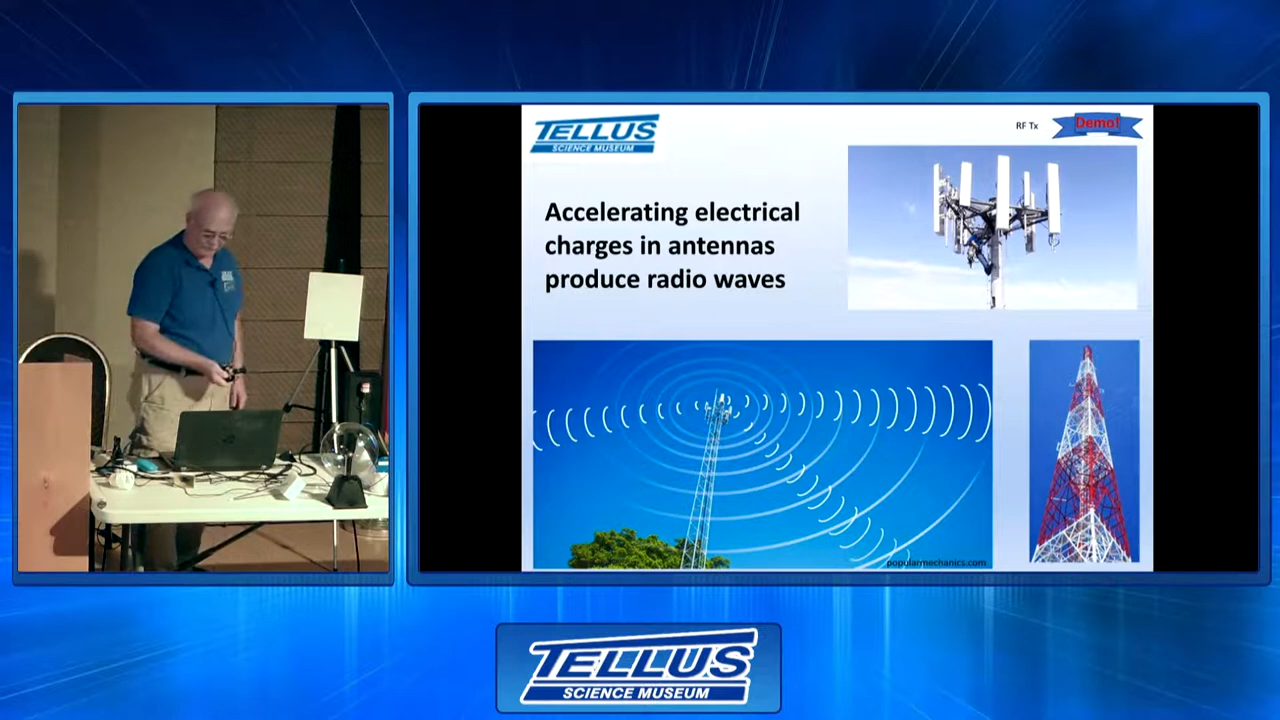 TELLUS
SCIENCE MUSEUM
RF Tx
Demo!
Accelerating electrical
charges in antennas
produce radio waves
popularmechanics.com
TELLUS
SCIENCE MUSEUM